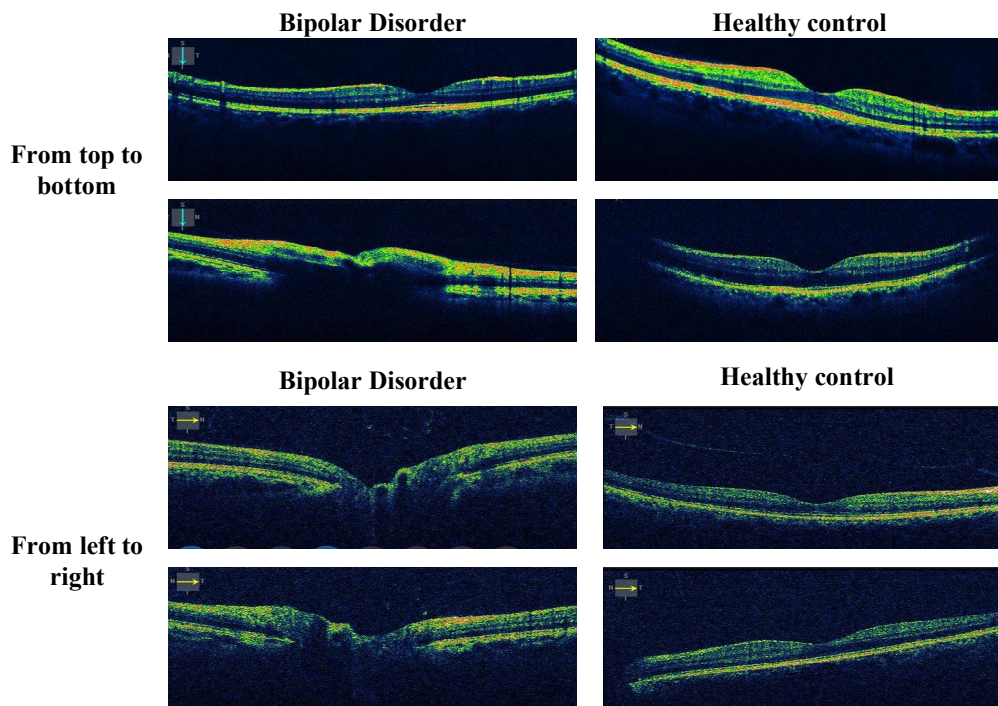 Bipolar Disorder
Healthy control
From top to
bottom
S
T
I
S
N
I
Bipolar Disorder
Healthy control
From left to
right
S
T N
I
S
T N
I
S
N T
I
S
N T
I